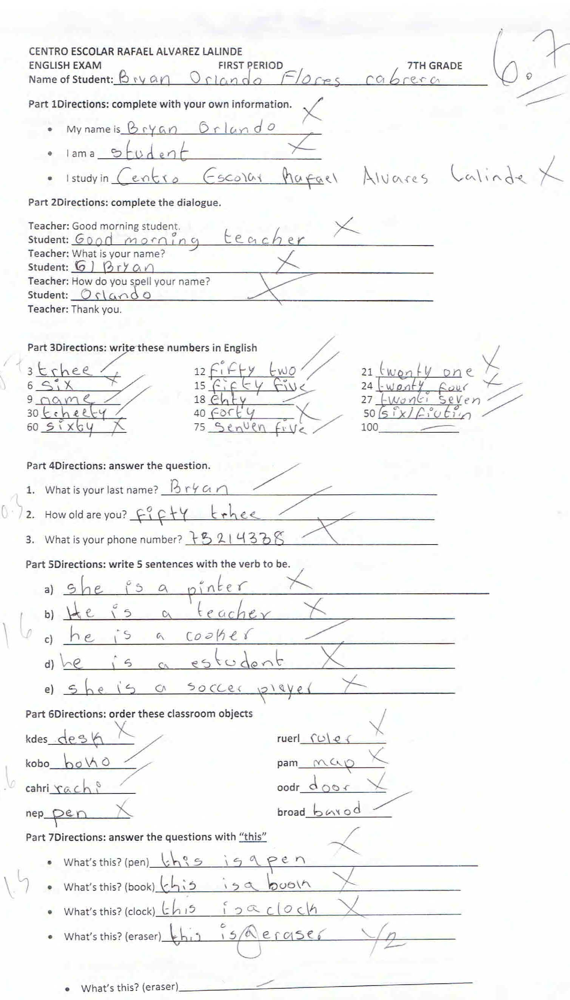 6.7
CENTRO ESCOLAR RAFAEL ALVAREZ LALINDE
ENGLISH EXAM FIRST PERIOD 7TH GRADE
Name of Student: Bryan Orlando Flores cabrera
Part 1Directions: complete with your own information.
• My name is Bryan Orlando
• I am a student
• I study in Centro Escolar Rafael Alvares Lalinde
Part 2Directions: complete the dialogue.
Teacher: Good morning student.
Student: Good morning teacher
Teacher: What is your name?
Student: Bryan
Teacher: How do you spell your name?
Student: Orlando
Teacher: Thank you.
Part 3Directions: write these numbers in English
3 trhee 12 fifty two 21 twenty one
6 six 15 fifty five 24 twenty four
9 name 18 Ehty 27 twonti seven
30 tcheety 40 forty 50 (six) fivtin
60 sixty 75 senven five 100
Part 4Directions: answer the question.
1. What is your last name? Bryan
0.3
2. How old are you? fifty trhee
3. What is your phone number? 75214338
Part 5Directions: write 5 sentences with the verb to be.
a) she is a pinter
b) He is a teacher
1 6
c) he is a cooker
d) he is a estudent
e) she is a soccer player
Part 6Directions: order these classroom objects
kdes desk ruerl ruler
kobo boko pam map
.6
cahri rachi oodr door
nep pen broad barod
Part 7Directions: answer the questions with "this"
• What's this? (pen) this is a pen
1.5
• What's this? (book) this is a book
• What's this? (clock) this is a clock
• What's this? (eraser) this is a eraser 1/2
• What's this? (eraser)